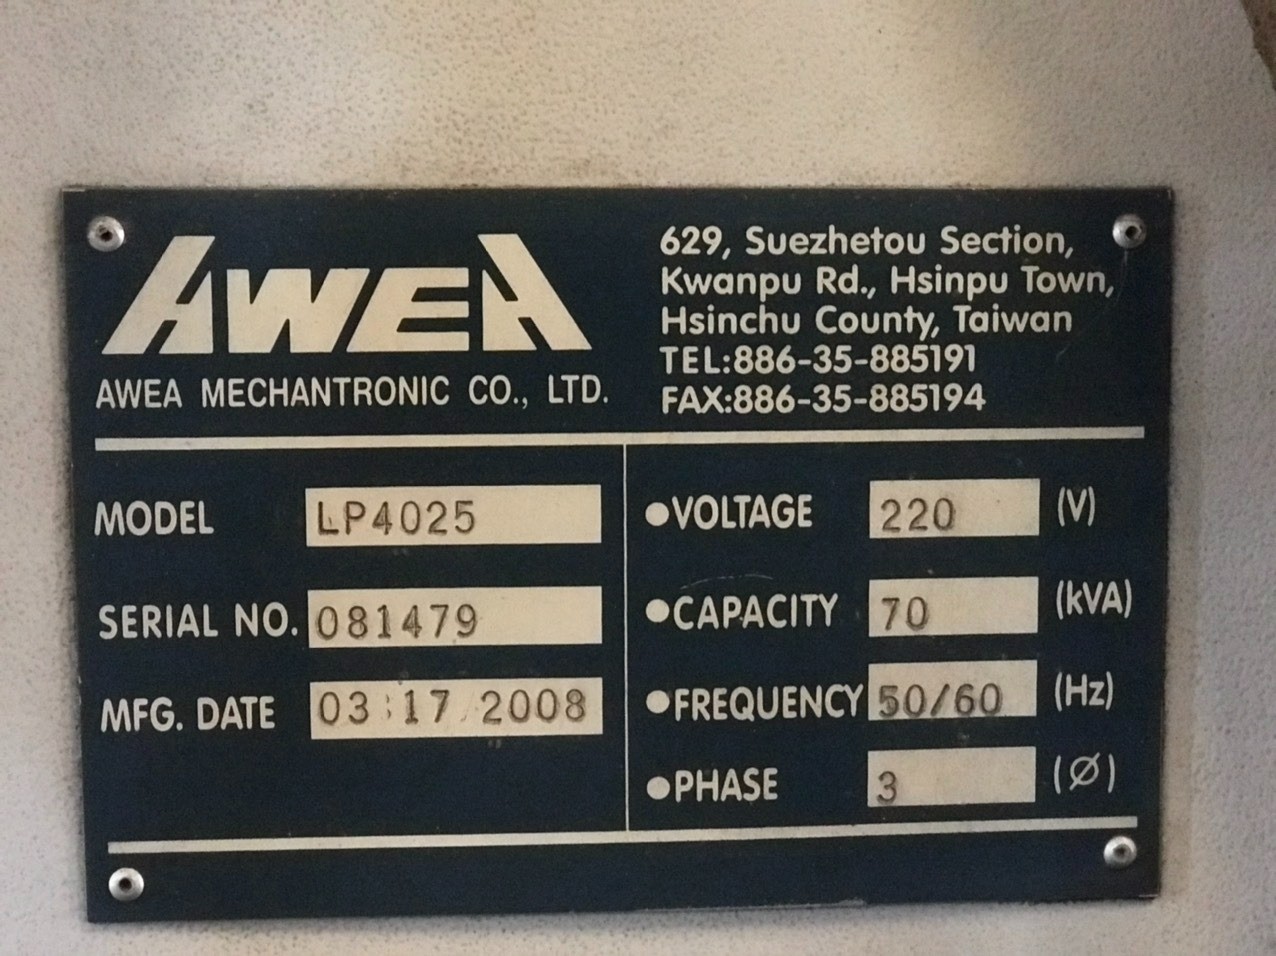 AWEA
AWEA MECHANTRONIC CO., LTD.
629, Suezhetou Section,
Kwanpu Rd., Hsinpu Town,
Hsinchu County, Taiwan
TEL:886-35-885191
FAX:886-35-885194
MODEL LP4025
SERIAL NO. 081479
MFG. DATE 03 17 2008
●VOLTAGE 220 (V)
●CAPACITY 70 (kVA)
●FREQUENCY 50/60 (Hz)
●PHASE 3 (Ø)